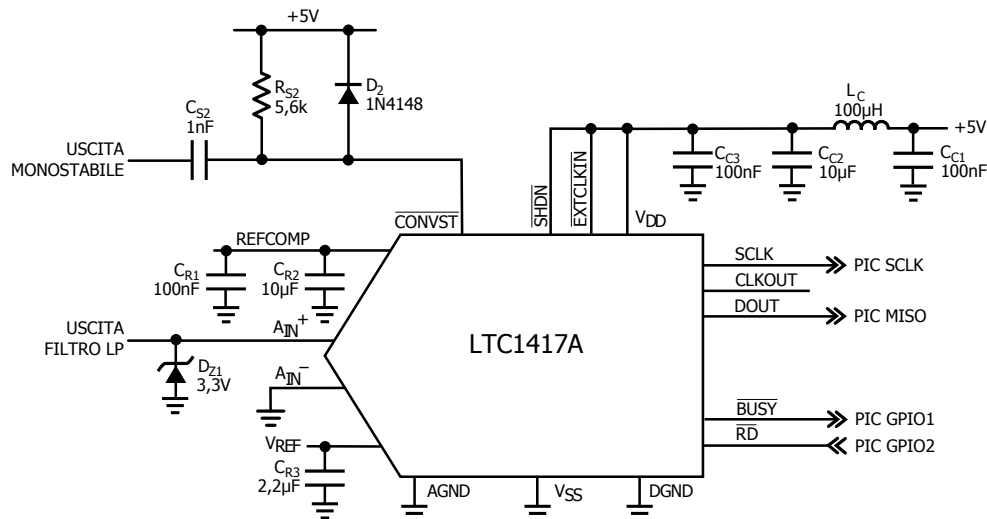 +5V
RS2
5,6k
D2
1N4148
CS2
1nF
USCITA
MONOSTABILE
LC
100µH
+5V
CC3
100nF
CC2
10µF
CC1
100nF
CONVST
SHDN
EXTCLKIN
VDD
REFCOMP
CR1
100nF
CR2
10µF
SCLK
PIC SCLK
CLKOUT
DOUT
PIC MISO
USCITA
FILTRO LP
AIN+
LTC1417A
DZ1
3,3V
AIN−
BUSY
PIC GPIO1
RD
PIC GPIO2
VREF
CR3
2,2µF
AGND
VSS
DGND